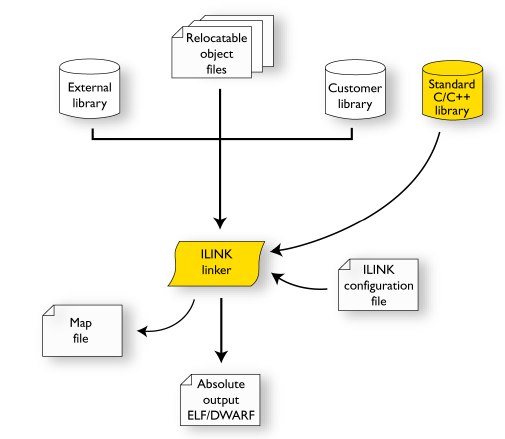 Relocatable
object
files
External
library
Customer
library
Standard
C/C++
library
ILINK
linker
ILINK
configuration
file
Map
file
Absolute
output
ELF/DWARF